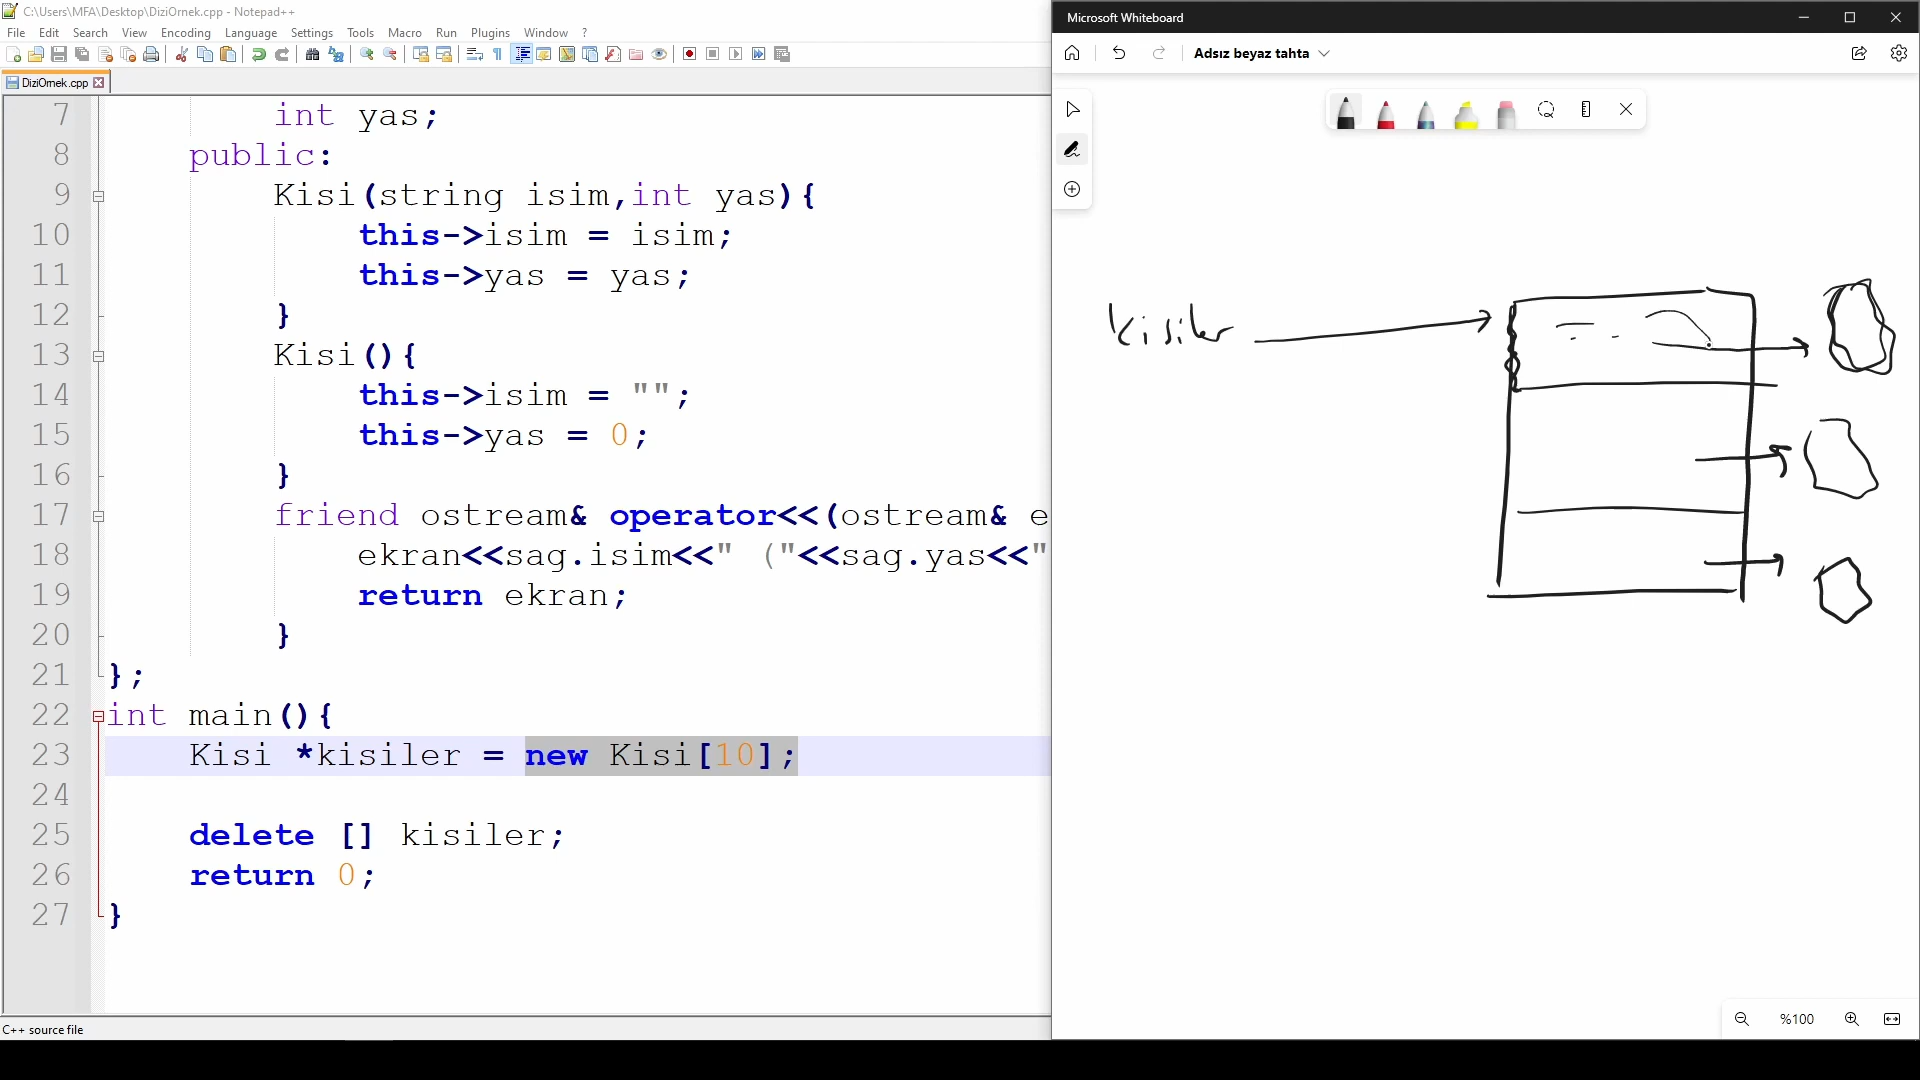 C:\Users\MFA\Desktop\DiziOrnek.cpp - Notepad++
File Edit Search View Encoding Language Settings Tools Macro Run Plugins Window ?
DiziOrnek.cpp
7 int yas;
8 public:
9 Kisi(string isim,int yas){
10 this->isim = isim;
11 this->yas = yas;
12 }
13 Kisi(){
14 this->isim = "";
15 this->yas = 0;
16 }
17 friend ostream& operator<<(ostream& e
18 ekran<<sag.isim<<" ("<<sag.yas<<"
19 return ekran;
20 }
21 };
22 int main(){
23 Kisi *kisiler = new Kisi[10];
24
25 delete [] kisiler;
26 return 0;
27 }
C++ source file
Microsoft Whiteboard
Adsız beyaz tahta
Kisiler
%100